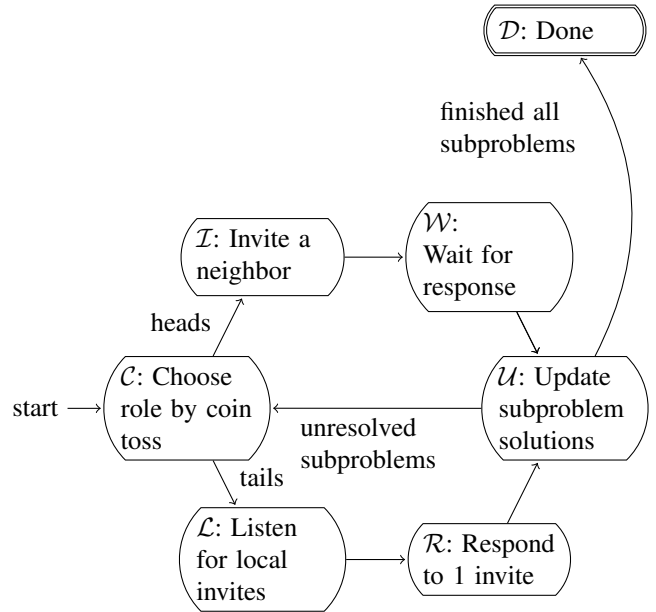 𝒟: Done
finished all
subproblems
ℐ: Invite a
neighbor
𝒲:
Wait for
response
heads
start
𝒞: Choose
role by coin
toss
unresolved
subproblems
𝒰: Update
subproblem
solutions
tails
ℒ: Listen
for local
invites
ℛ: Respond
to 1 invite